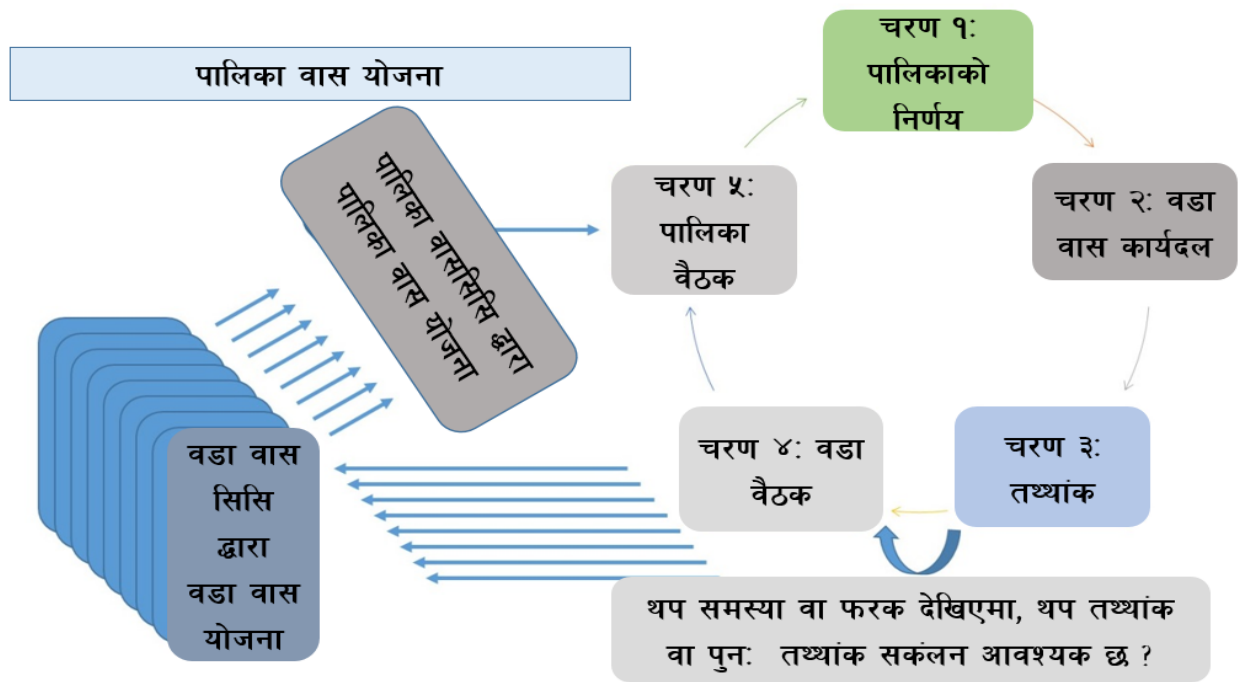 पालिका वास योजना
चरण १:
पालिकाको
निर्णय
चरण २: वडा
वास कार्यदल
चरण ३:
तथ्थांक
चरण ४: वडा
वैठक
चरण ५:
पालिका
वैठक
पालिका वाससिसि द्धारा
पालिका वास योजना
वडा वास
सिसि
द्धारा
वडा वास
योजना
थप समस्या वा फरक देखिएमा, थप तथ्थांक
वा पुन: तथ्थांक सकंलन आवश्यक छ ?